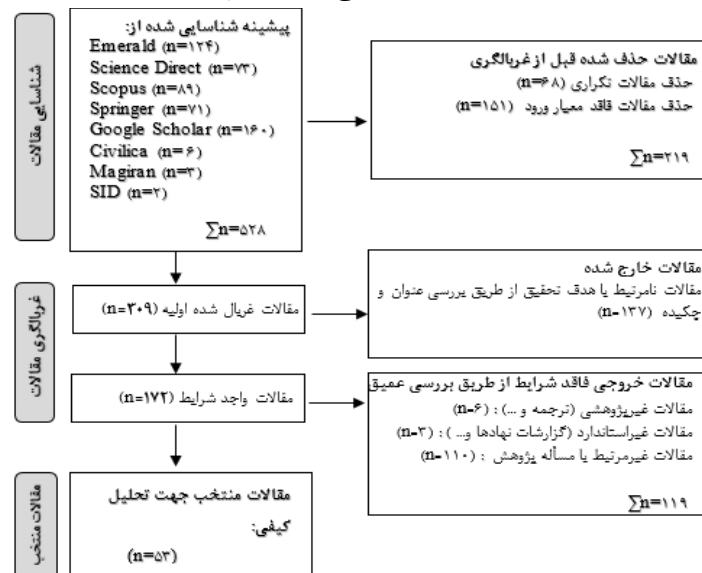 شناسایی مقالات
پیشینه شناسایی شده از:
Emerald (n=۱۲۴)
Science Direct (n=۷۳)
Scopus (n=۸۹)
Springer (n=۷۱)
Google Scholar (n=۱۶۰)
Civilica (n=۶)
Magiran (n=۳)
SID (n=۲)
∑n=۵۲۸
مقالات حذف شده قبل از غربالگری
حذف مقالات تکراری (n=۶۸)
حذف مقالات فاقد معیار ورود (n=۱۵۱)
∑n=۲۱۹
غربالگری مقالات
مقالات غربال شده اولیه (n=۳۰۹)
مقالات خارج شده
مقالات نامرتبط با هدف تحقیق از طریق بررسی عنوان و
چکیده (n=۱۳۷)
مقالات واجد شرایط (n=۱۷۲)
مقالات خروجی فاقد شرایط از طریق بررسی عمیق
مقالات غیرپژوهشی (ترجمه و ...) : (n=۶)
مقالات غیراستاندارد (گزارشات نهادها و... ) : (n=۳)
مقالات غیرمرتبط با مسأله پژوهش : (n=۱۱۰)
∑n=۱۱۹
مقالات منتخب
مقالات منتخب جهت تحلیل
کیفی:
(n=۵۳)